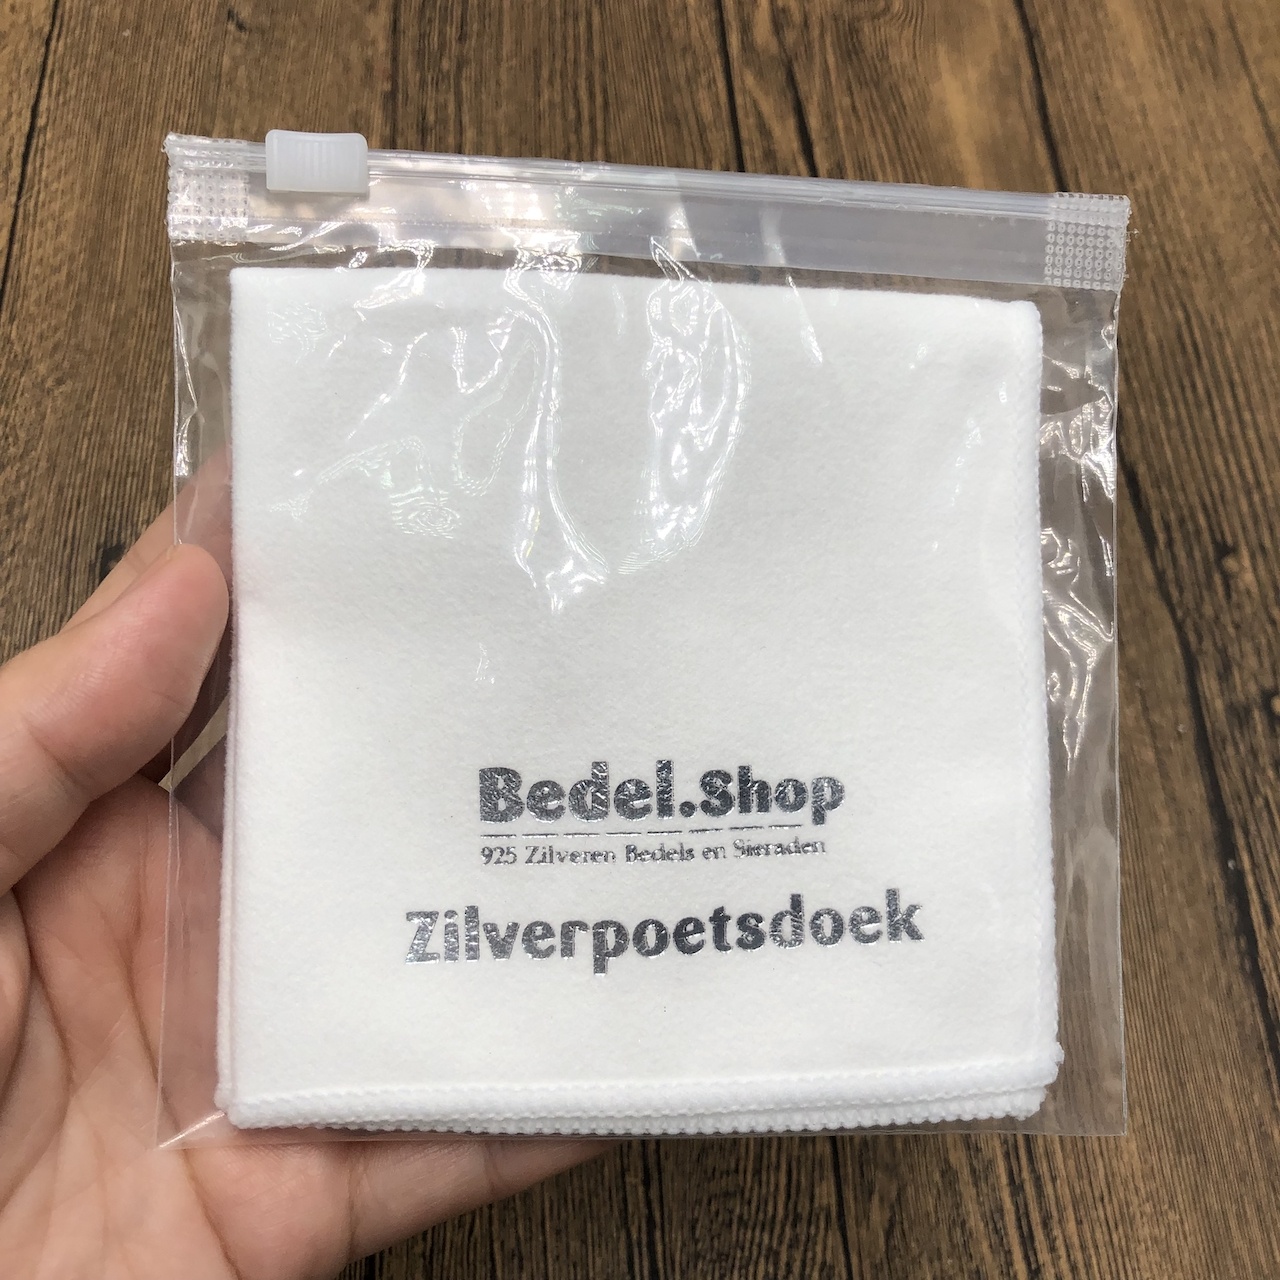 Bedel.Shop
925 Zilveren Bedels en Sieraden
Zilverpoetsdoek